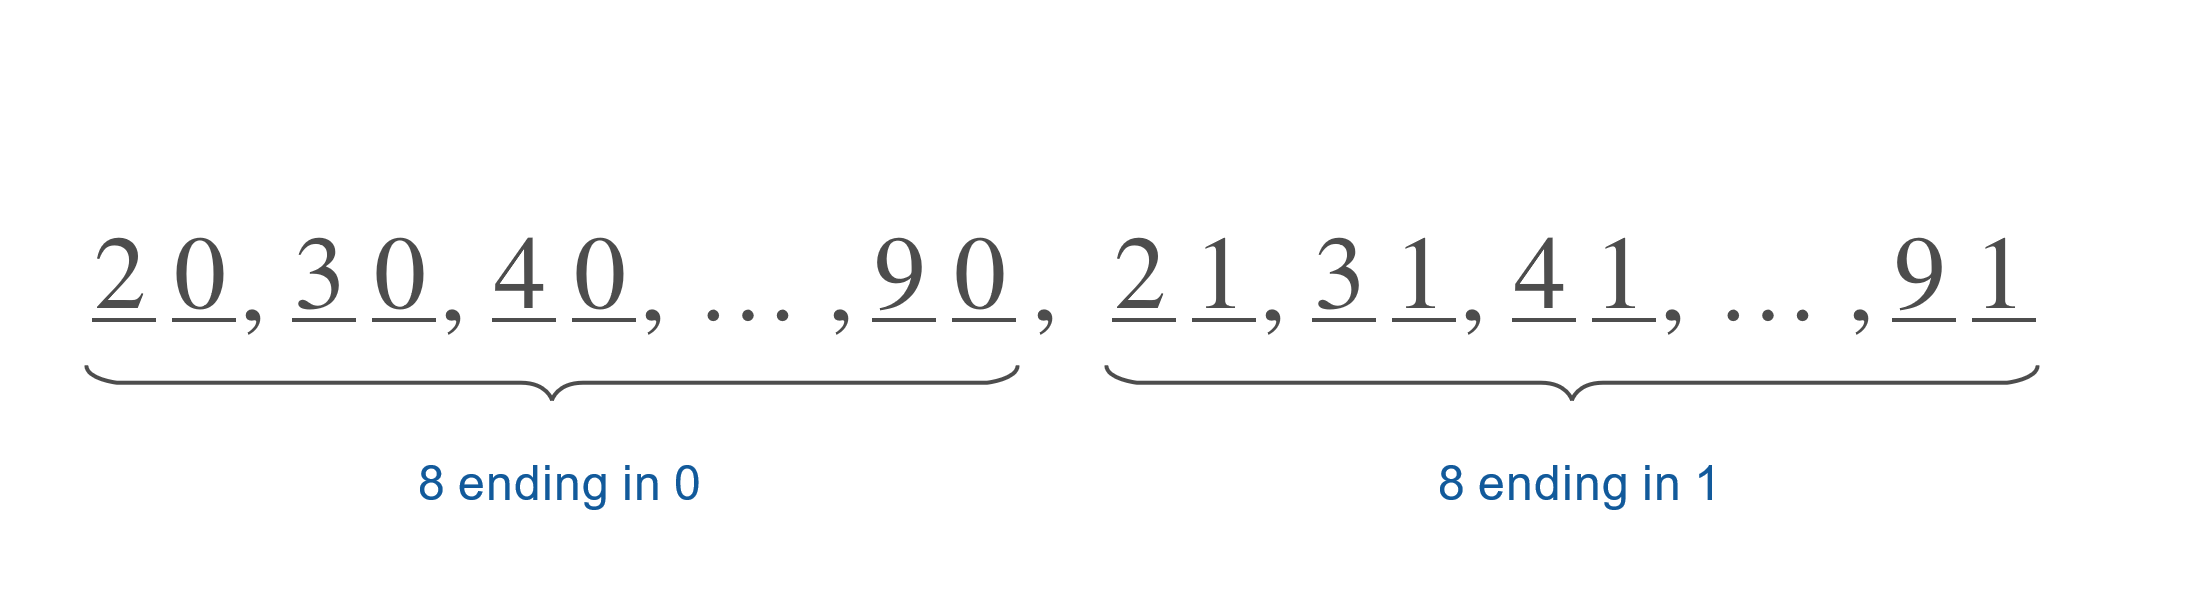 2 0, 3 0, 4 0, ... , 9 0, 2 1, 3 1, 4 1, ... , 9 1
8 ending in 0 8 ending in 1